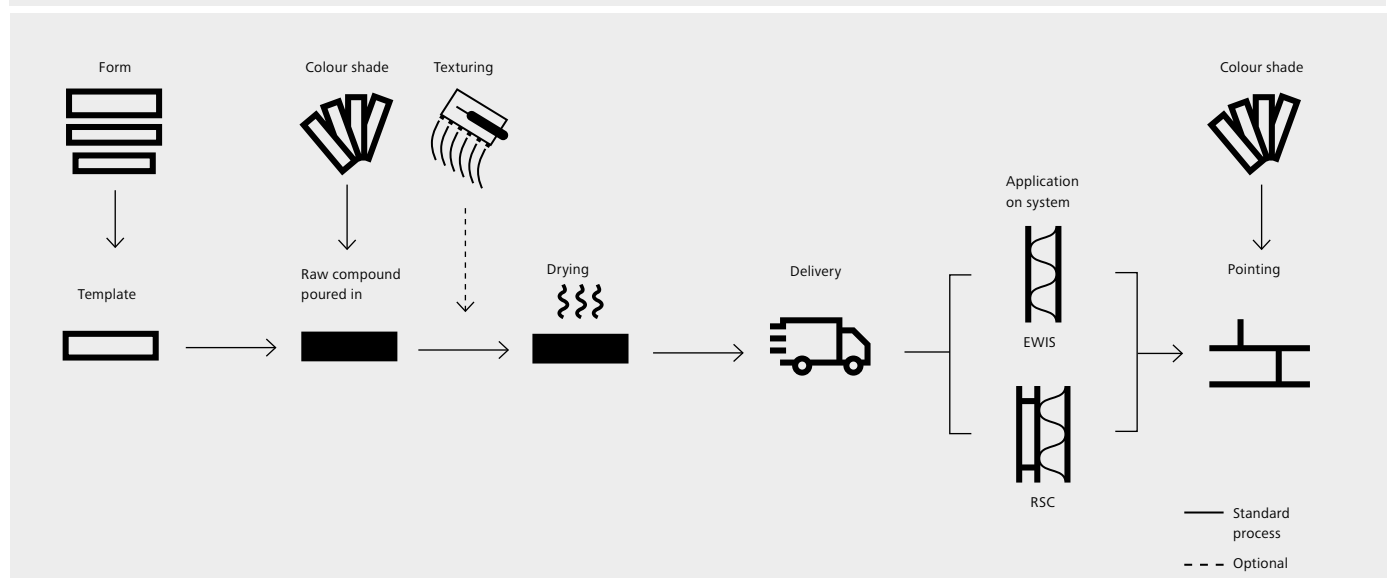 Form
Colour shade
Texturing
Colour shade
Application
on system
Template
Raw compound
poured in
Drying
Delivery
Pointing
EWIS
RSC
Standard
process
Optional